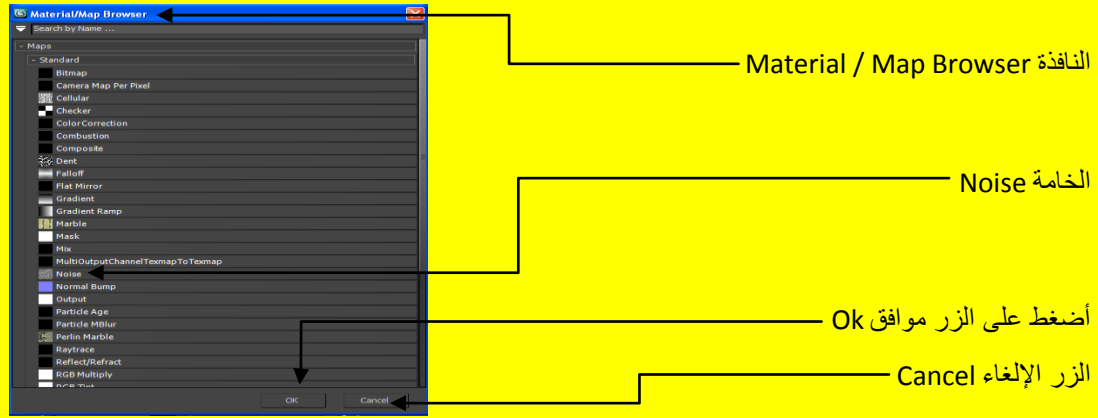 Material/Map Browser
Search by Name ...
- Maps
- Standard
Bitmap
Camera Map Per Pixel
Cellular
Checker
ColorCorrection
Combustion
Composite
Dent
Falloff
Flat Mirror
Gradient
Gradient Ramp
Marble
Mask
Mix
MultiOutputChannelTexmapToTexmap
Noise
Normal Bump
Output
Particle Age
Particle MBlur
Perlin Marble
Raytrace
Reflect/Refract
RGB Multiply
RGB Tint
OK
Cancel
النافذة Material / Map Browser
الخامة Noise
أضغط على الزر موافق Ok
الزر الإلغاء Cancel